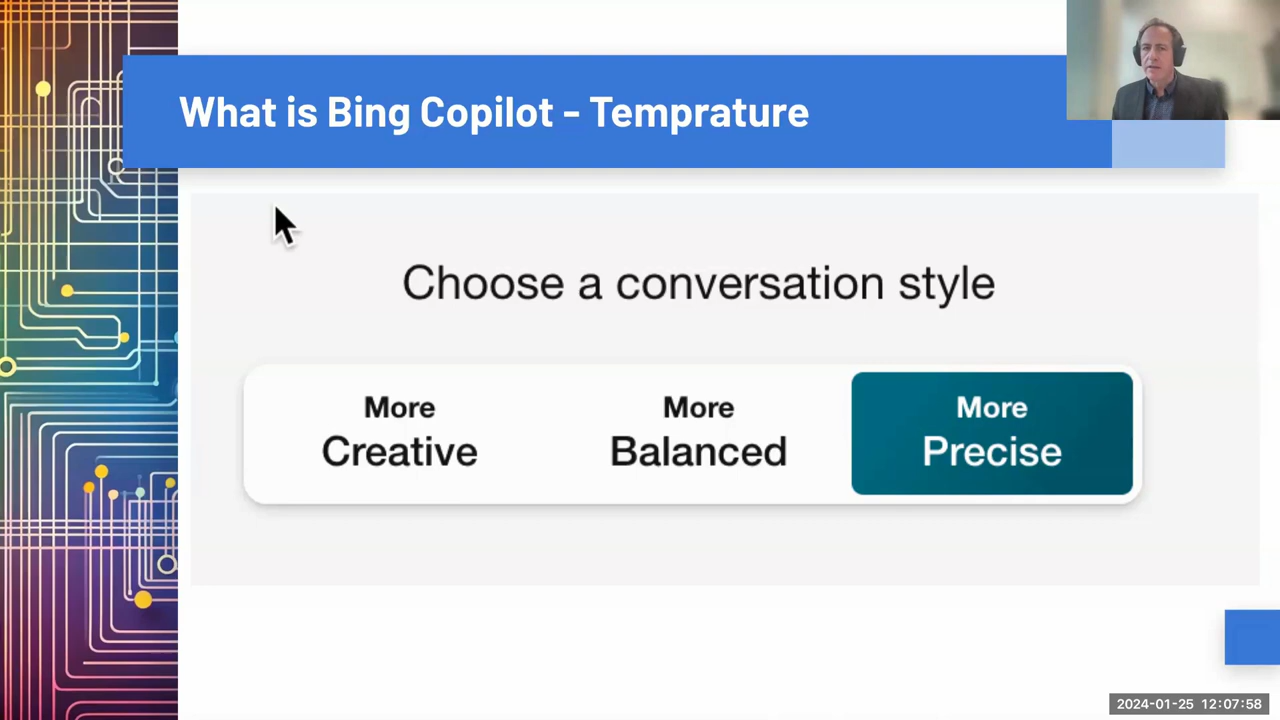 What is Bing Copilot - Temprature
Choose a conversation style
More
Creative
More
Balanced
More
Precise
2024-01-25 12:07:58